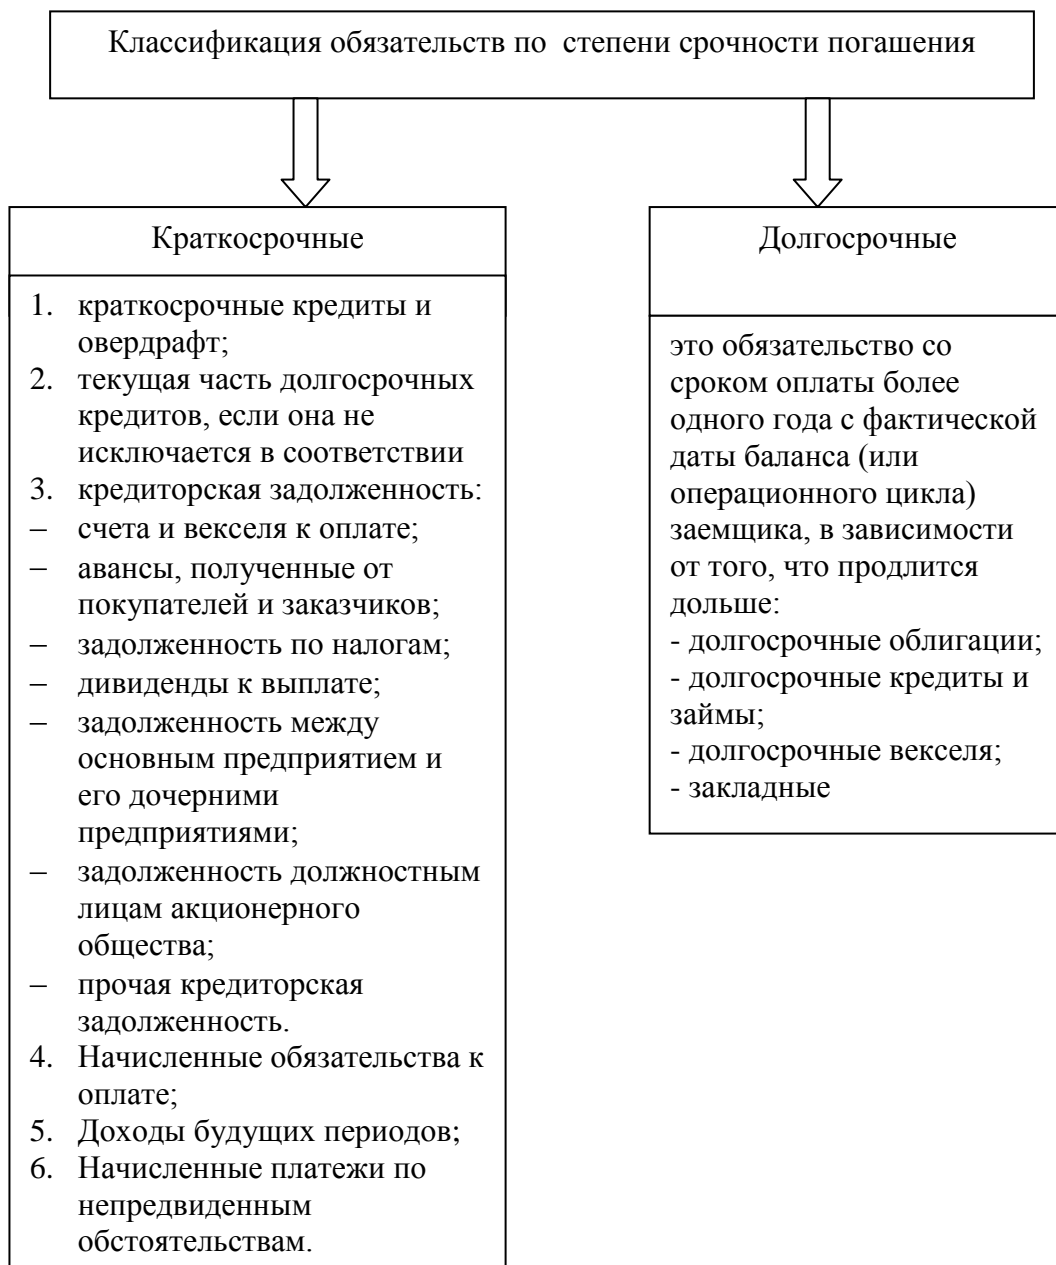 Классификация обязательств по степени срочности погашения
Краткосрочные
1. краткосрочные кредиты и
овердрафт;
2. текущая часть долгосрочных
кредитов, если она не
исключается в соответствии
3. кредиторская задолженность:
– счета и векселя к оплате;
– авансы, полученные от
покупателей и заказчиков;
– задолженность по налогам;
– дивиденды к выплате;
– задолженность между
основным предприятием и
его дочерними
предприятиями;
– задолженность должностным
лицам акционерного
общества;
– прочая кредиторская
задолженность.
4. Начисленные обязательства к
оплате;
5. Доходы будущих периодов;
6. Начисленные платежи по
непредвиденным
обстоятельствам.
Долгосрочные
это обязательство со
сроком оплаты более
одного года с фактической
даты баланса (или
операционного цикла)
заемщика, в зависимости
от того, что продлится
дольше:
- долгосрочные облигации;
- долгосрочные кредиты и
займы;
- долгосрочные векселя;
- закладные